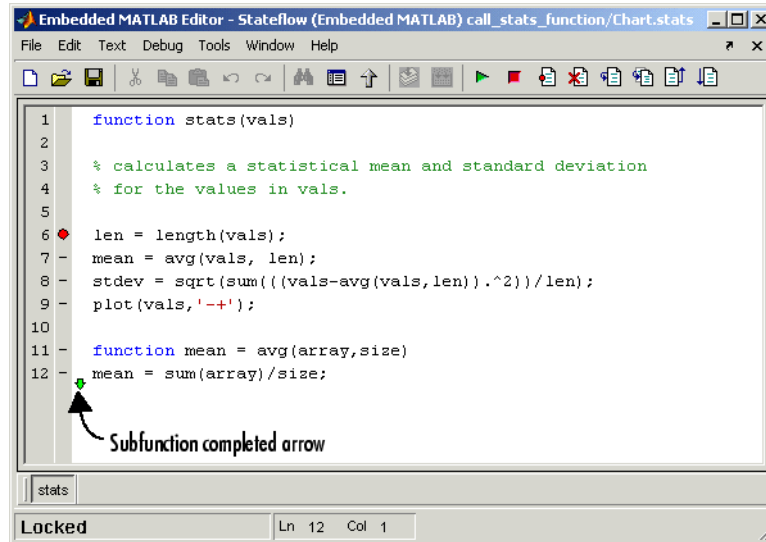 Embedded MATLAB Editor - Stateflow (Embedded MATLAB) call_stats_function/Chart.stats
File Edit Text Debug Tools Window Help
1 function stats(vals)
2
3 % calculates a statistical mean and standard deviation
4 % for the values in vals.
5
6 len = length(vals);
7 - mean = avg(vals, len);
8 - stdev = sqrt(sum(((vals-avg(vals,len)).^2))/len);
9 - plot(vals,'-+');
10
11 - function mean = avg(array,size)
12 - mean = sum(array)/size;
Subfunction completed arrow
stats
Locked Ln 12 Col 1